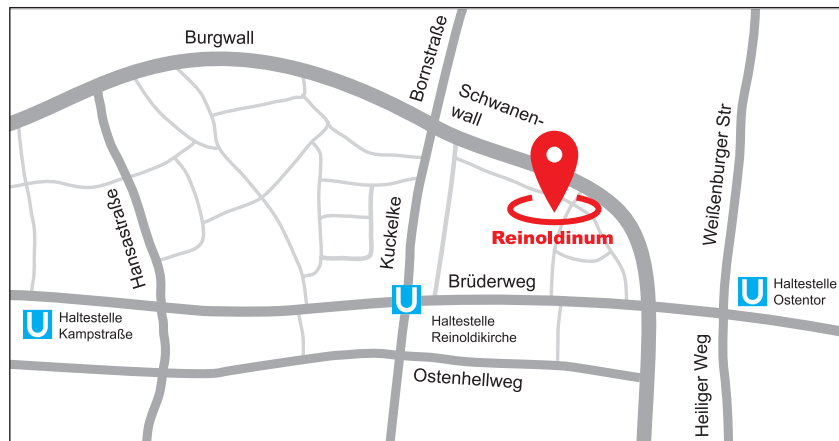 Burgwall
Bornstraße
Schwanen-
wall
Weißenburger Str
Hansastraße
Kuckelke
Reinoldinum
Brüderweg
U
Haltestelle
Kampstraße
U
Haltestelle
Reinoldikirche
U
Haltestelle
Ostentor
Ostenhellweg
Heiliger Weg